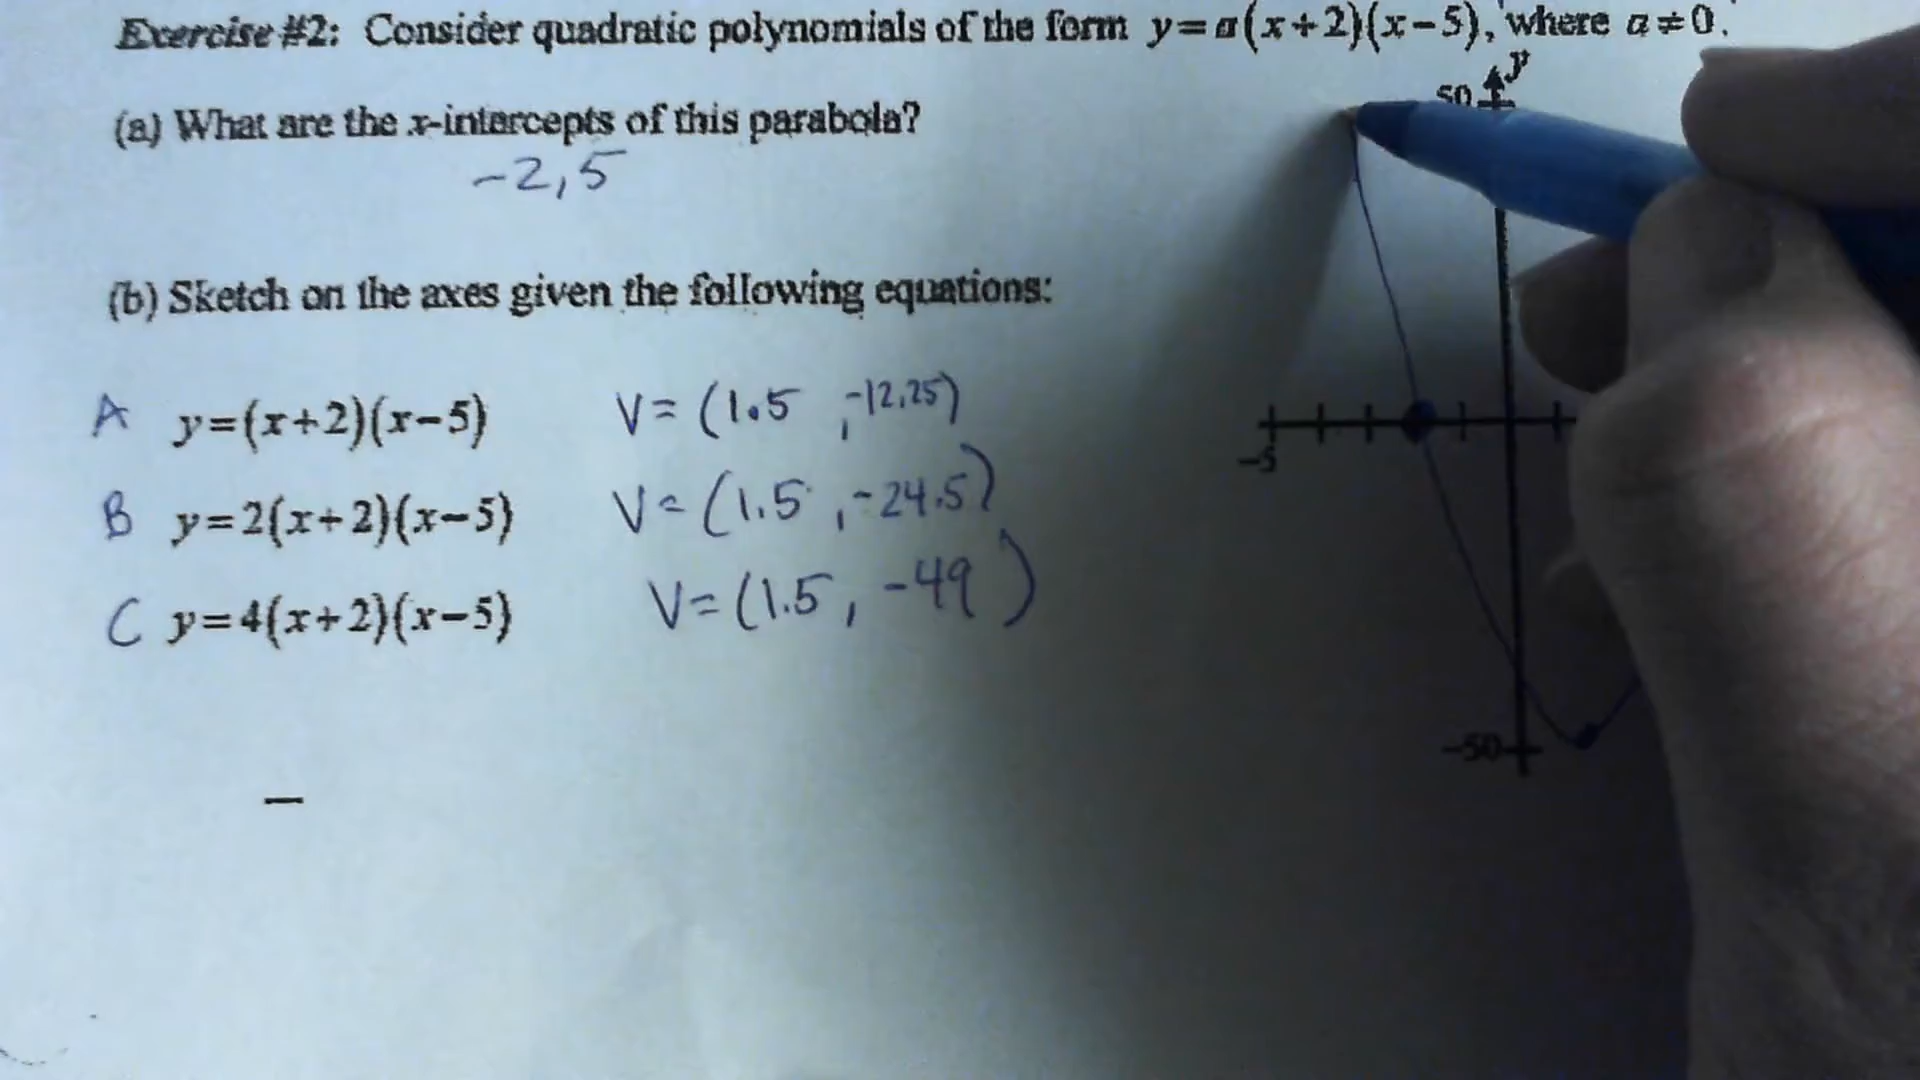 Exercise #2: Consider quadratic polynomials of the form y=a(x+2)(x-5), where a≠0.
(a) What are the x-intercepts of this parabola?
-2,5
(b) Sketch on the axes given the following equations:
A y=(x+2)(x-5) V=(1.5,-12.25)
B y=2(x+2)(x-5) V=(1.5,-24.5)
C y=4(x+2)(x-5) V=(1.5,-49)
y
50
-5
-50